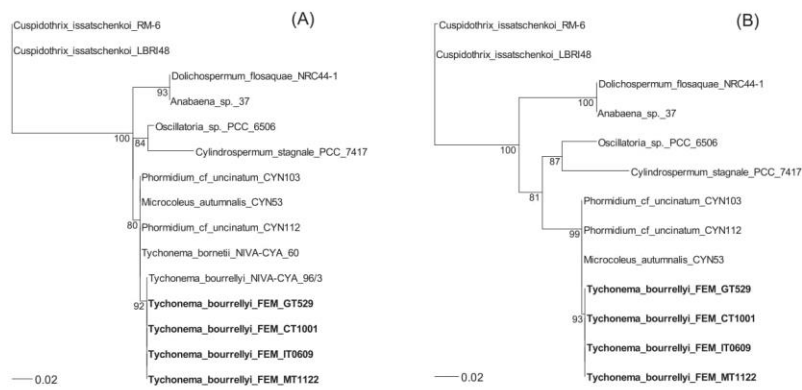 (A)
Cuspidothrix_issatschenkoi_RM-6
Cuspidothrix_issatschenkoi_LBRI48
Dolichospermum_flosaquae_NRC44-1
93
Anabaena_sp._37
Oscillatoria_sp._PCC_6506
100
84
Cylindrospermum_stagnale_PCC_7417
Phormidium_cf_uncinatum_CYN103
Microcoleus_autumnalis_CYN53
80
Phormidium_cf_uncinatum_CYN112
Tychonema_bornetii_NIVA-CYA_60
Tychonema_bourrellyi_NIVA-CYA_96/3
92
Tychonema_bourrellyi_FEM_GT529
Tychonema_bourrellyi_FEM_CT1001
Tychonema_bourrellyi_FEM_IT0609
Tychonema_bourrellyi_FEM_MT1122
0.02
(B)
Cuspidothrix_issatschenkoi_RM-6
Cuspidothrix_issatschenkoi_LBRI48
Dolichospermum_flosaquae_NRC44-1
100
Anabaena_sp._37
Oscillatoria_sp._PCC_6506
100
87
Cylindrospermum_stagnale_PCC_7417
81
Phormidium_cf_uncinatum_CYN103
99
Phormidium_cf_uncinatum_CYN112
Microcoleus_autumnalis_CYN53
Tychonema_bourrellyi_FEM_GT529
93
Tychonema_bourrellyi_FEM_CT1001
Tychonema_bourrellyi_FEM_IT0609
Tychonema_bourrellyi_FEM_MT1122
0.02